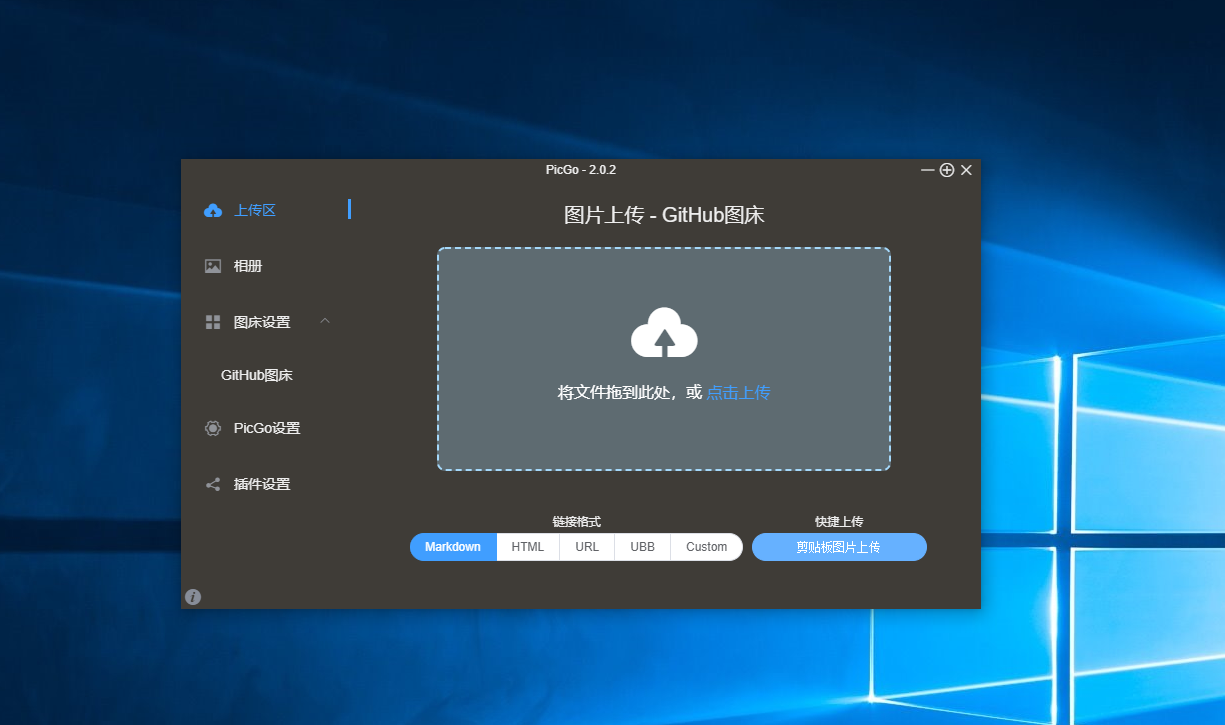 PicGo - 2.0.2
上传区
相册
图床设置
GitHub图床
PicGo设置
插件设置
图片上传 - GitHub图床
将文件拖到此处，或 点击上传
链接格式
Markdown HTML URL UBB Custom
快捷上传
剪贴板图片上传